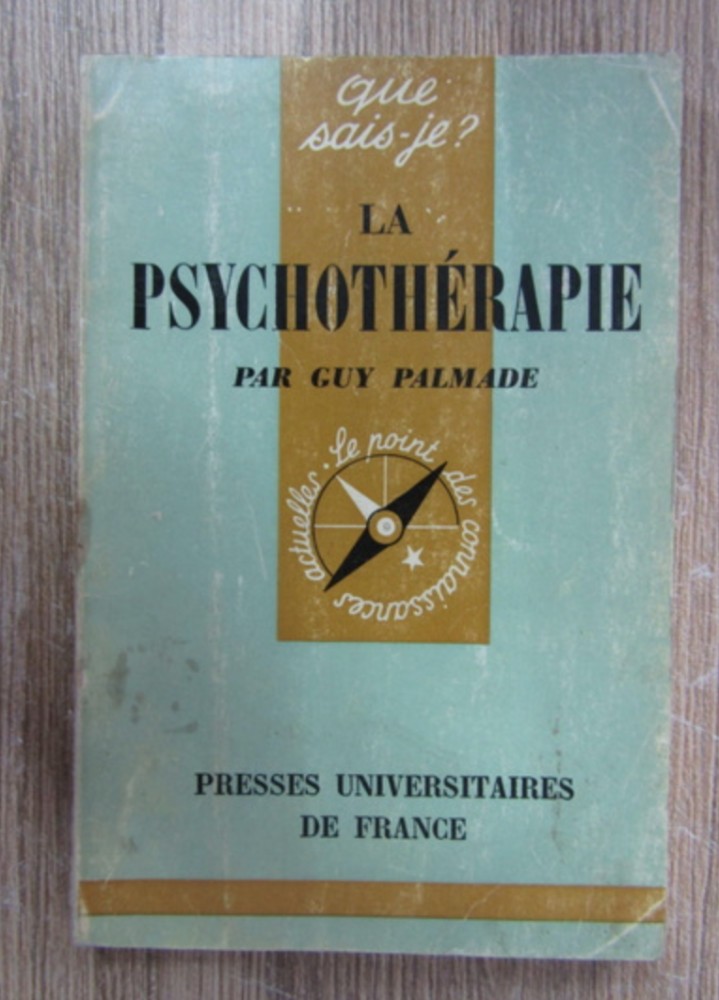 que
sais-je?
LA
PSYCHOTHÉRAPIE
PAR GUY PALMADE
Le point des connaissances actuelles.
PRESSES UNIVERSITAIRES
DE FRANCE